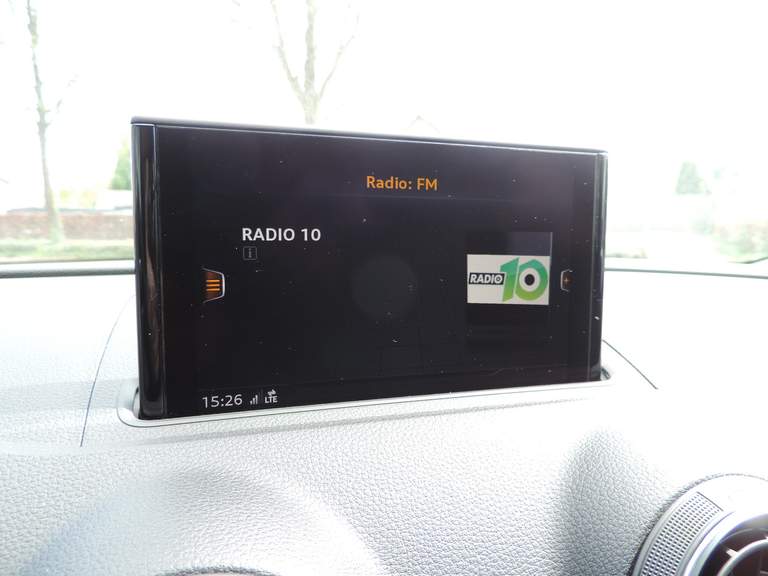 Radio: FM
RADIO 10
i
RADIO 10
15:26 LTE